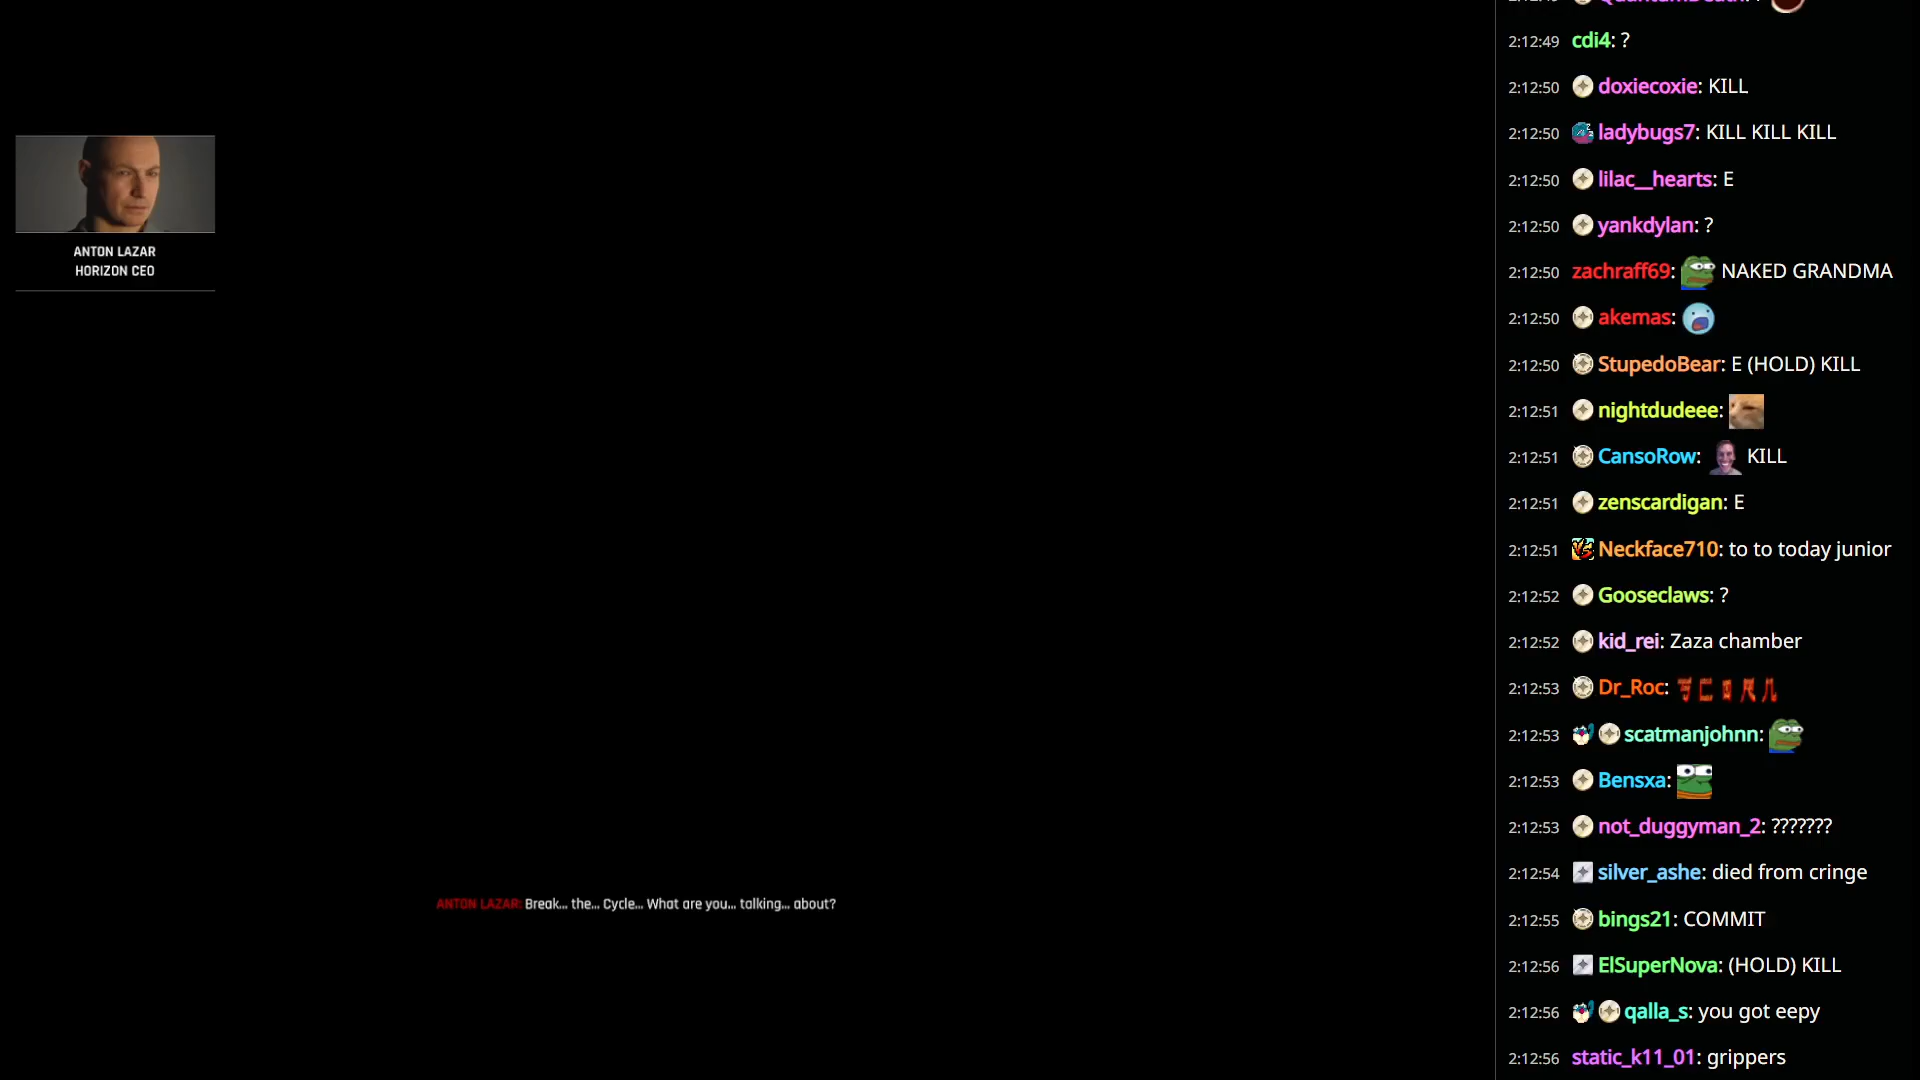 ANTON LAZAR
HORIZON CEO
ANTON LAZAR: Break... the... Cycle... What are you... talking... about?
2:12:49 cdi4: ?
2:12:50 doxiecoxie: KILL
2:12:50 ladybugs7: KILL KILL KILL
2:12:50 lilac__hearts: E
2:12:50 yankdylan: ?
2:12:50 zachraff69: NAKED GRANDMA
2:12:50 akemas:
2:12:50 StupedoBear: E (HOLD) KILL
2:12:51 nightdudeee:
2:12:51 CansoRow: KILL
2:12:51 zenscardigan: E
2:12:51 Neckface710: to to today junior
2:12:52 Gooseclaws: ?
2:12:52 kid_rei: Zaza chamber
2:12:53 Dr_Roc:
2:12:53 scatmanjohnn:
2:12:53 Bensxa:
2:12:53 not_duggyman_2: ???????
2:12:54 silver_ashe: died from cringe
2:12:55 bings21: COMMIT
2:12:56 ElSuperNova: (HOLD) KILL
2:12:56 qalla_s: you got eepy
2:12:56 static_k11_01: grippers